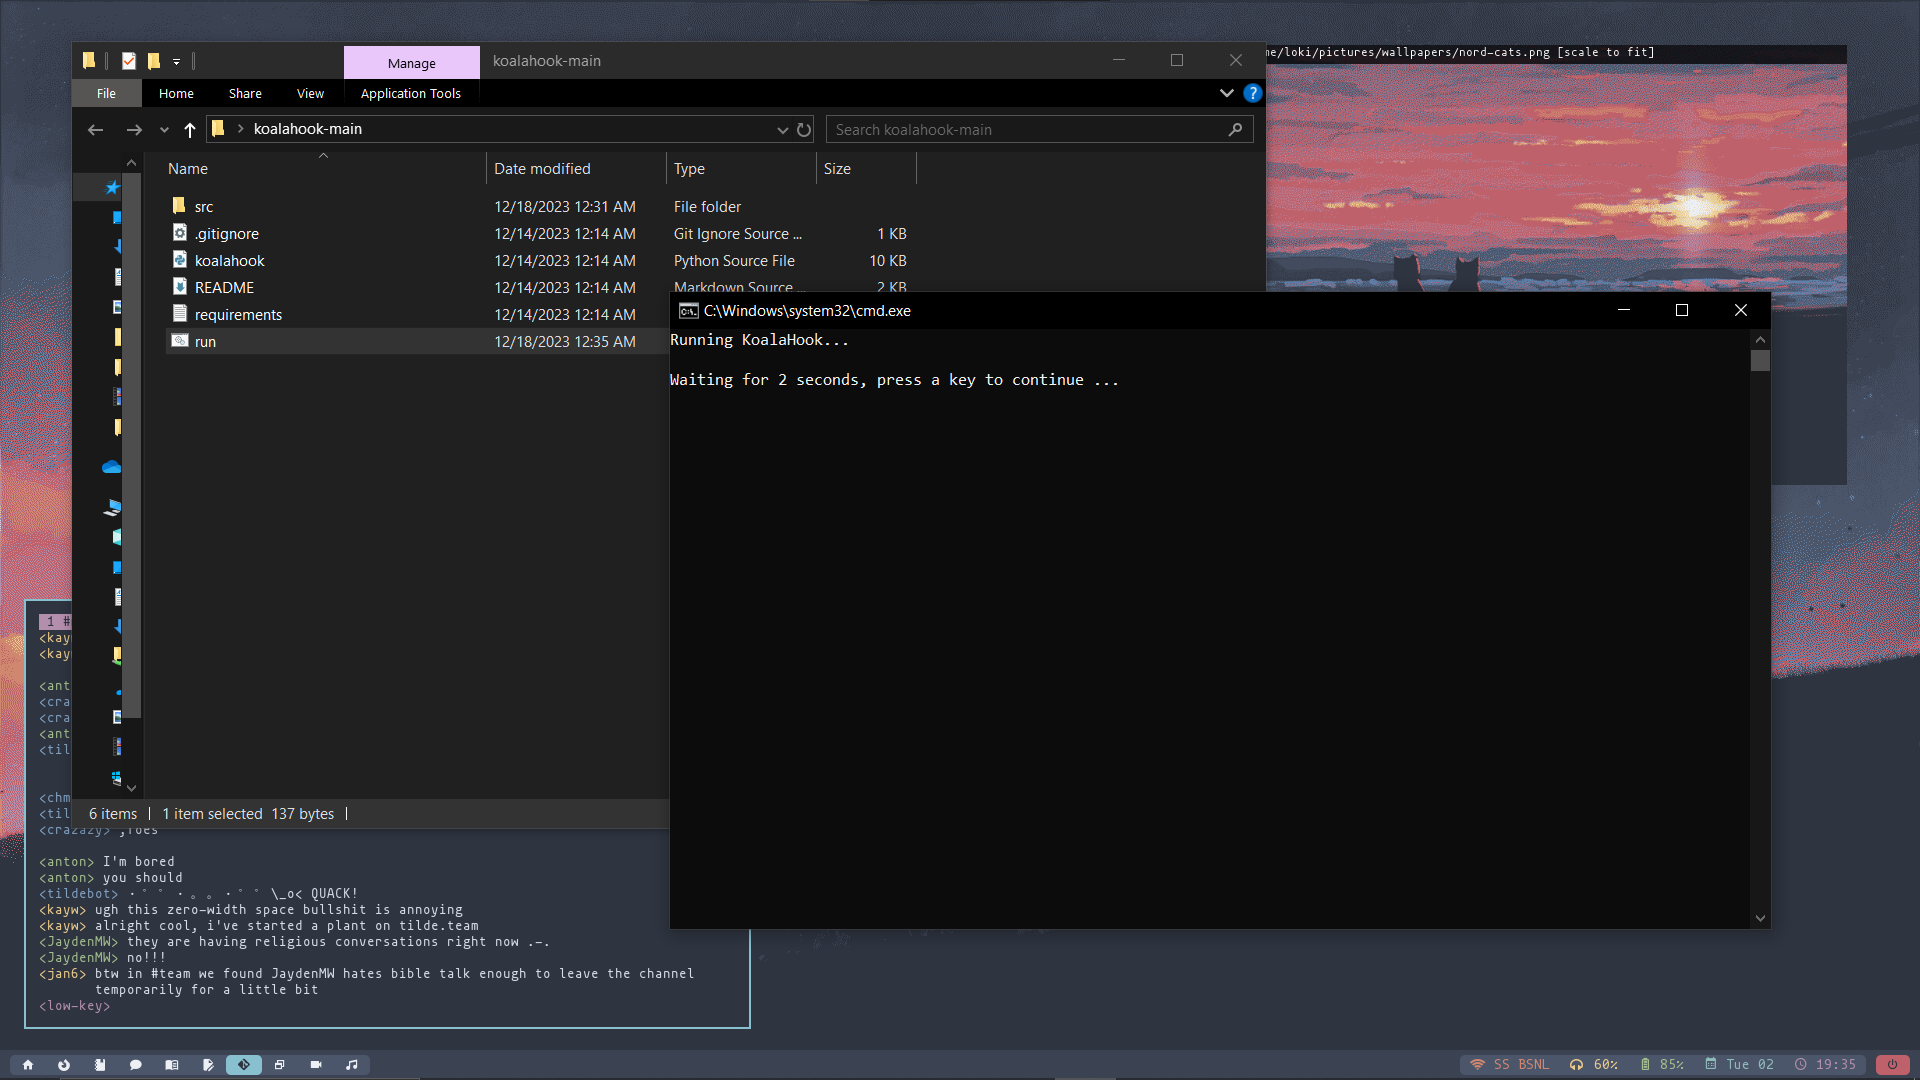 Manage
koalahook-main
File
Home
Share
View
Application Tools
koalahook-main
Search koalahook-main
Name
Date modified
Type
Size
src 12/18/2023 12:31 AM File folder
.gitignore 12/14/2023 12:14 AM Git Ignore Source ... 1 KB
koalahook 12/14/2023 12:14 AM Python Source File 10 KB
README 12/14/2023 12:14 AM Markdown Source ... 2 KB
requirements 12/14/2023 12:14 AM
run 12/18/2023 12:35 AM
6 items
1 item selected 137 bytes
me/loki/pictures/wallpapers/nord-cats.png [scale to fit]
C:\Windows\system32\cmd.exe
Running KoalaHook...
Waiting for 2 seconds, press a key to continue ...
1 #
<kayw
<kayw
<ant
<cra
<cra
<ant
<til
<chm
<til
<crazazy> ,roes
<anton> I'm bored
<anton> you should
<tildebot> ・゜゜・。。・゜゜\_o< QUACK!
<kayw> ugh this zero-width space bullshit is annoying
<kayw> alright cool, i've started a plant on tilde.team
<JaydenMW> they are having religious conversations right now .-.
<JaydenMW> no!!!
<jan6> btw in #team we found JaydenMW hates bible talk enough to leave the channel
temporarily for a little bit
<low-key>
SS BSNL
60%
85%
Tue 02
19:35